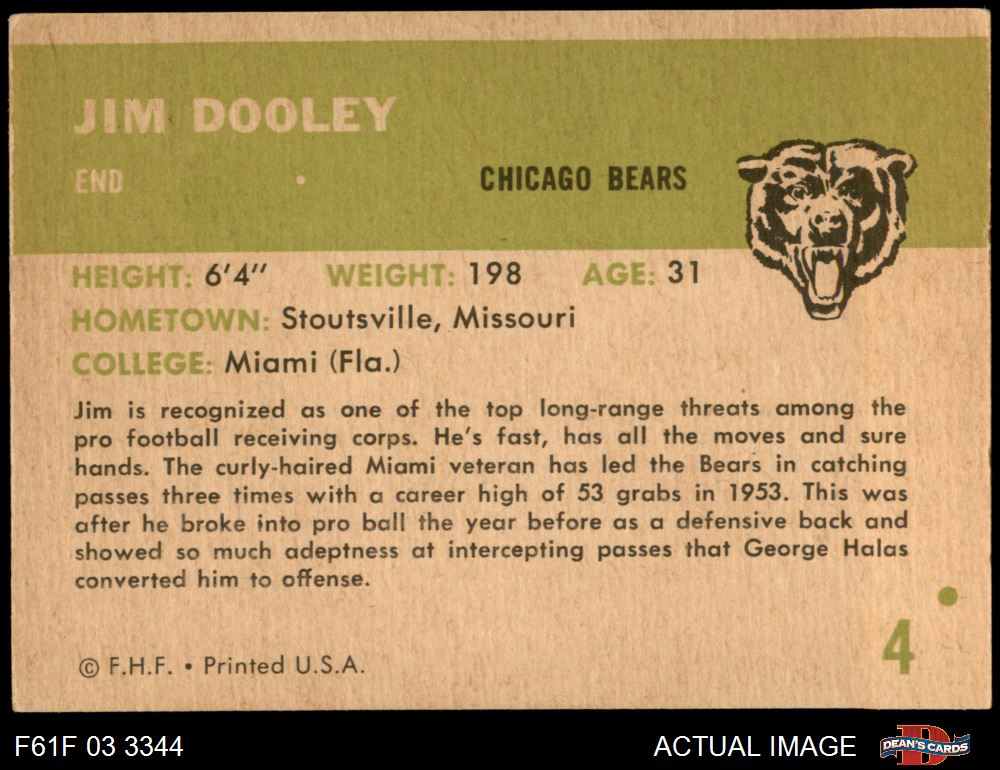 JIM DOOLEY
END
CHICAGO BEARS
HEIGHT: 6'4" WEIGHT: 198 AGE: 31
HOMETOWN: Stoutsville, Missouri
COLLEGE: Miami (Fla.)
Jim is recognized as one of the top long-range threats among the
pro football receiving corps. He's fast, has all the moves and sure
hands. The curly-haired Miami veteran has led the Bears in catching
passes three times with a career high of 53 grabs in 1953. This was
after he broke into pro ball the year before as a defensive back and
showed so much adeptness at intercepting passes that George Halas
converted him to offense.
4
© F.H.F. • Printed U.S.A.
F61F 03 3344
ACTUAL IMAGE
D
DEAN'S CARDS